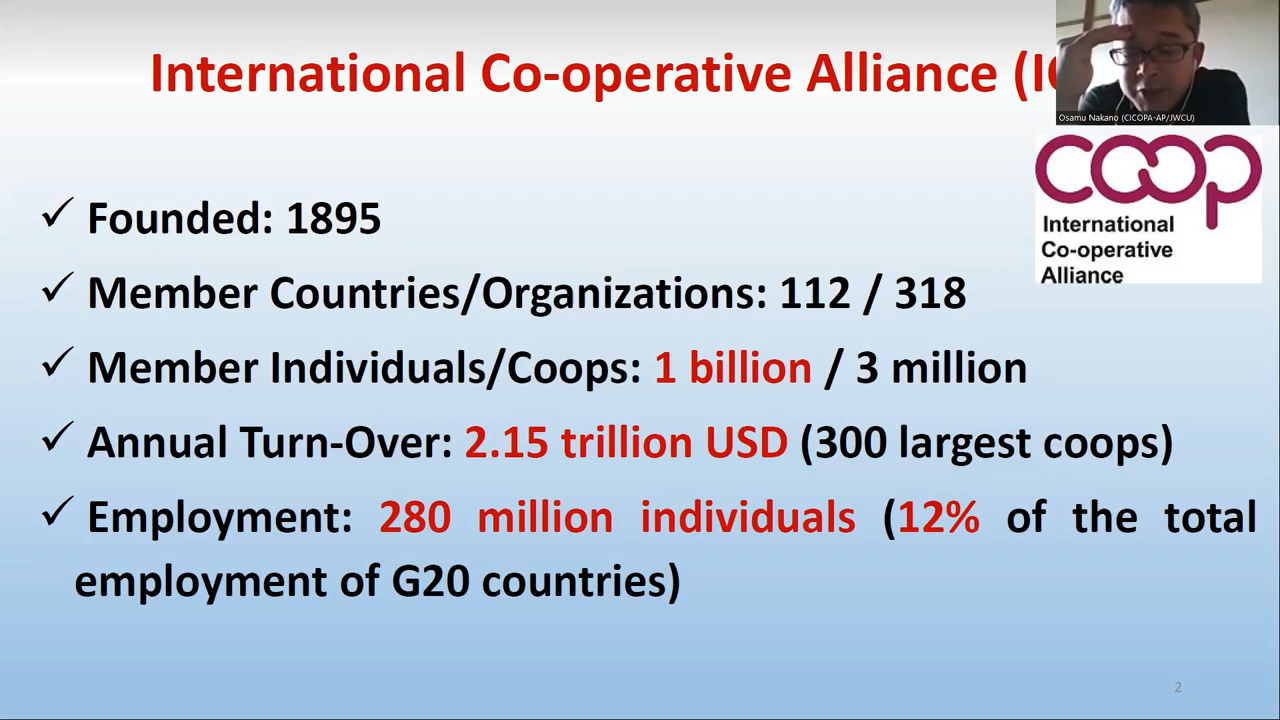 International Co-operative Alliance (I
Osamu Nakano (CICOPA-AP/JWCU)
coop
International
Co-operative
Alliance
✓ Founded: 1895
✓ Member Countries/Organizations: 112 / 318
✓ Member Individuals/Coops: 1 billion / 3 million
✓ Annual Turn-Over: 2.15 trillion USD (300 largest coops)
✓ Employment: 280 million individuals (12% of the total
employment of G20 countries)
2